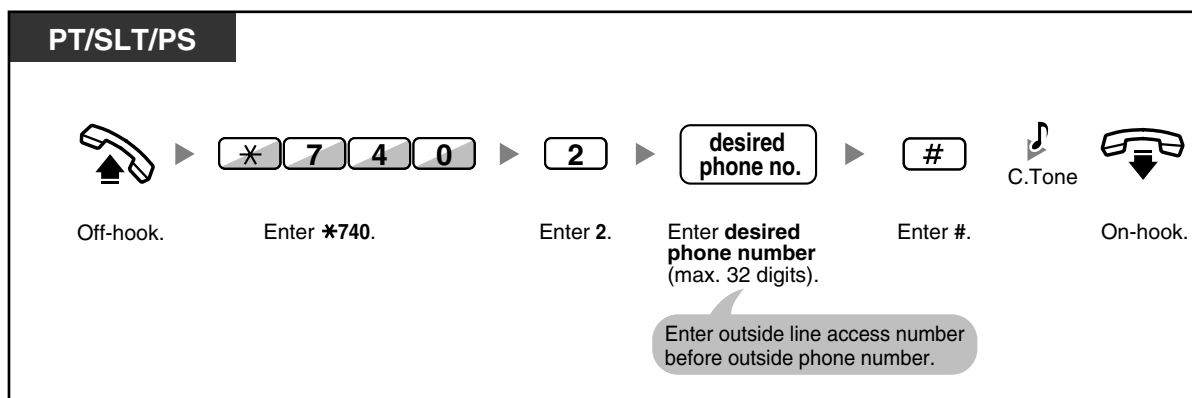 PT/SLT/PS
* 7 4 0
2
desired
phone no.
#
C.Tone
Off-hook.
Enter *740.
Enter 2.
Enter desired
phone number
(max. 32 digits).
Enter #.
On-hook.
Enter outside line access number
before outside phone number.